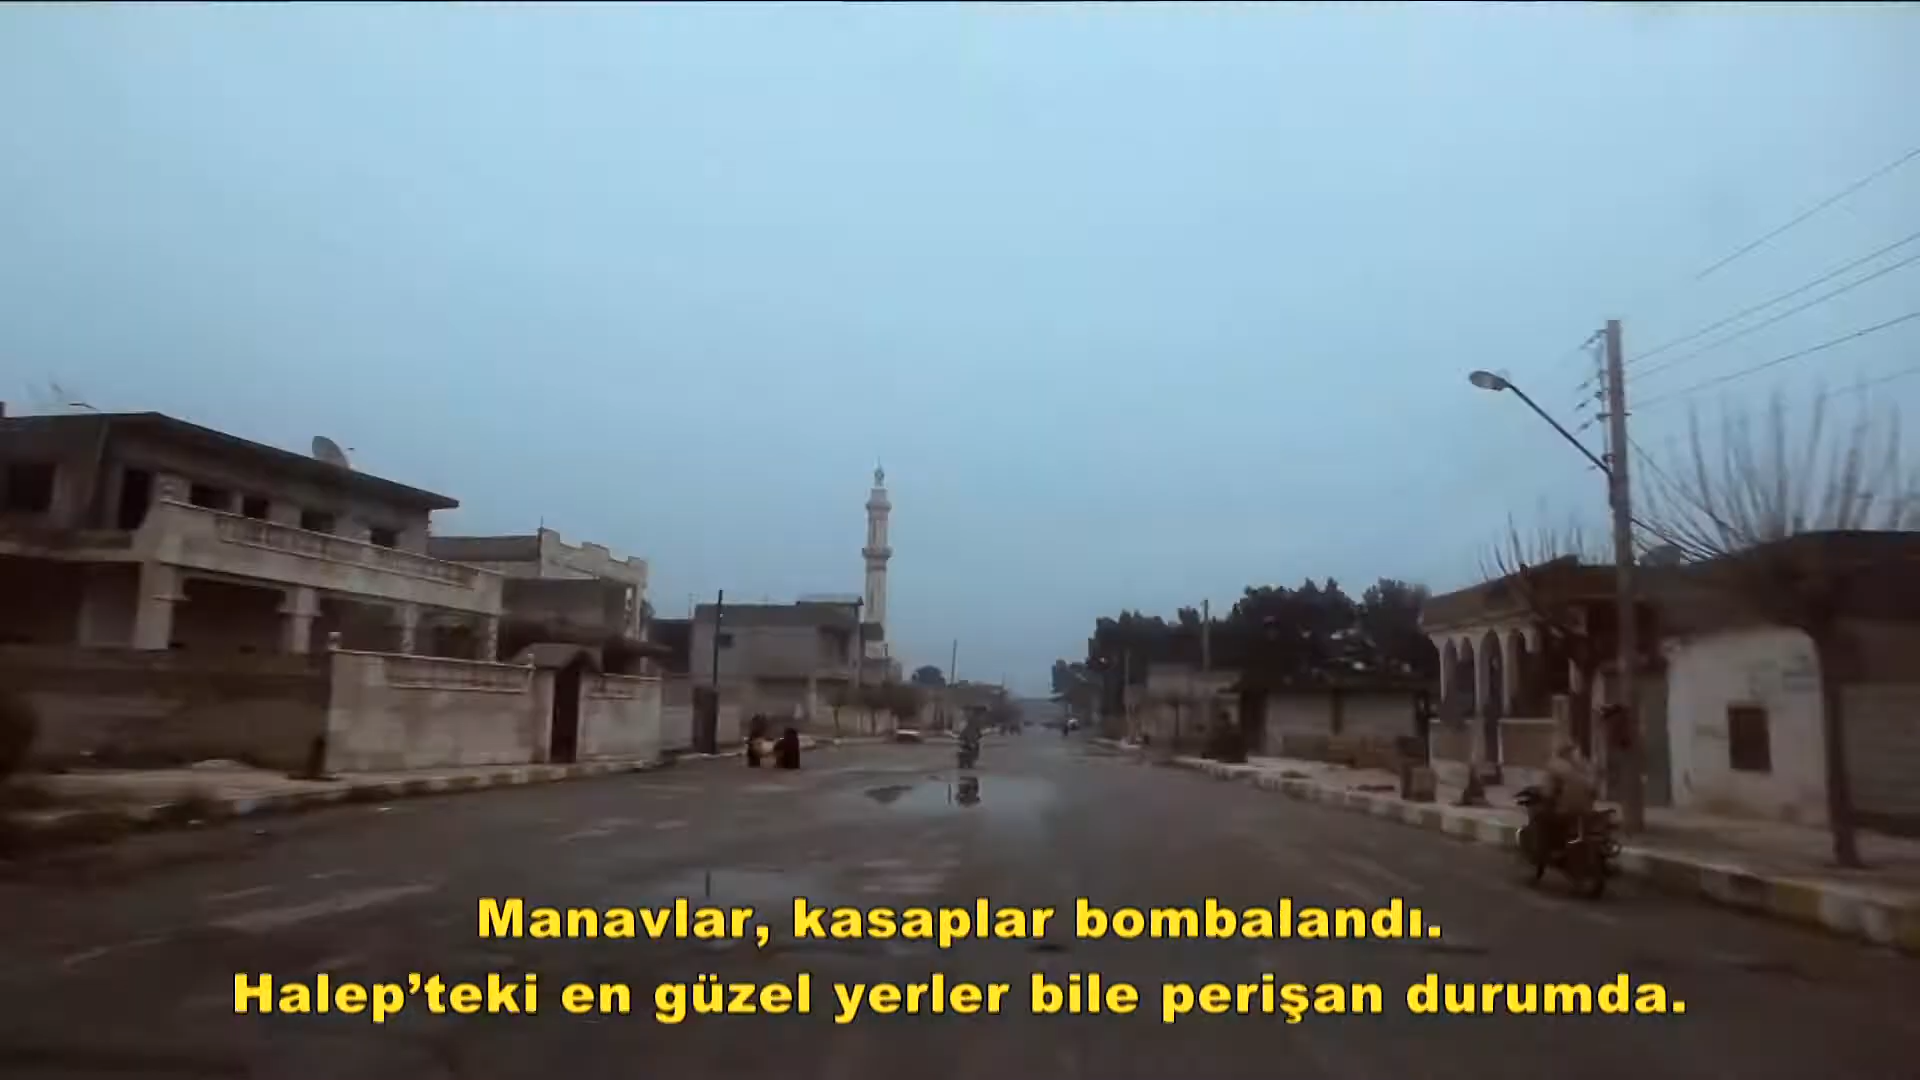 Manavlar, kasaplar bombalandı.
Halep’teki en güzel yerler bile perişan durumda.